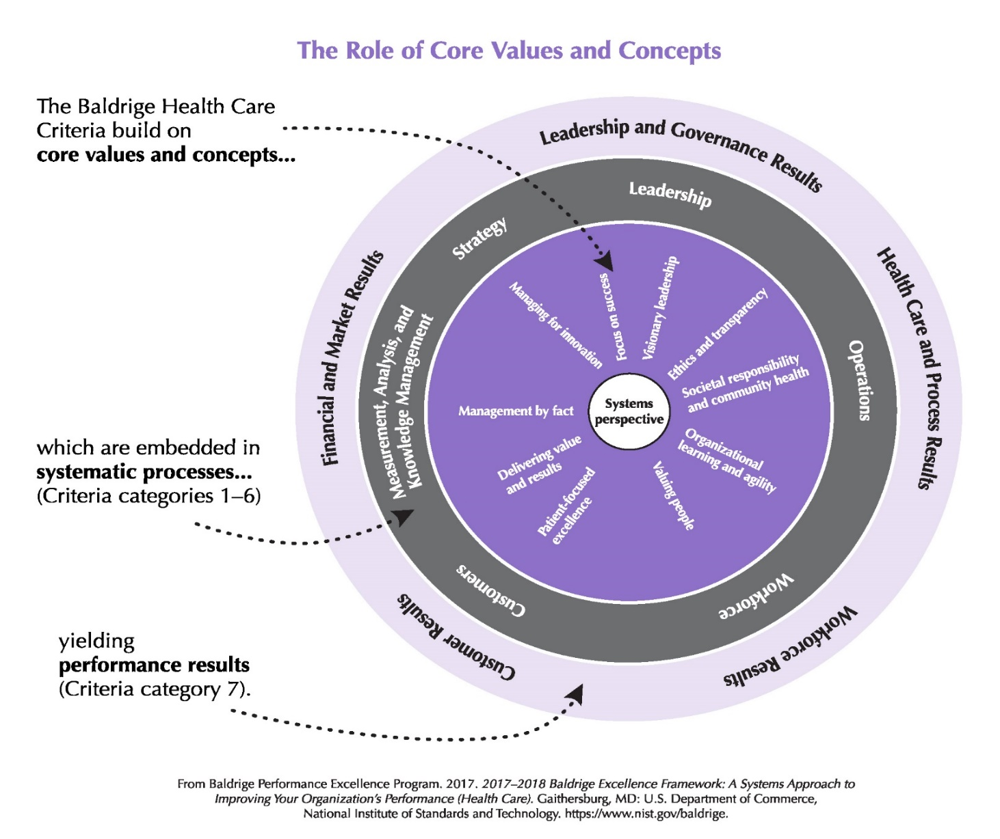 The Role of Core Values and Concepts
The Baldrige Health Care
Criteria build on
core values and concepts...
which are embedded in
systematic processes...
(Criteria categories 1–6)
yielding
performance results
(Criteria category 7).
Leadership and Governance Results
Health Care and Process Results
Workforce Results
Customer Results
Financial and Market Results
Leadership
Operations
Workforce
Customers
Measurement, Analysis, and
Knowledge Management
Strategy
Focus on success
Visionary leadership
Ethics and transparency
Societal responsibility
and community health
Organizational
learning and agility
Valuing people
Patient-focused
excellence
Delivering value
and results
Management by fact
Managing for innovation
Systems
perspective
From Baldrige Performance Excellence Program. 2017. 2017–2018 Baldrige Excellence Framework: A Systems Approach to
Improving Your Organization's Performance (Health Care). Gaithersburg, MD: U.S. Department of Commerce,
National Institute of Standards and Technology. https://www.nist.gov/baldrige.